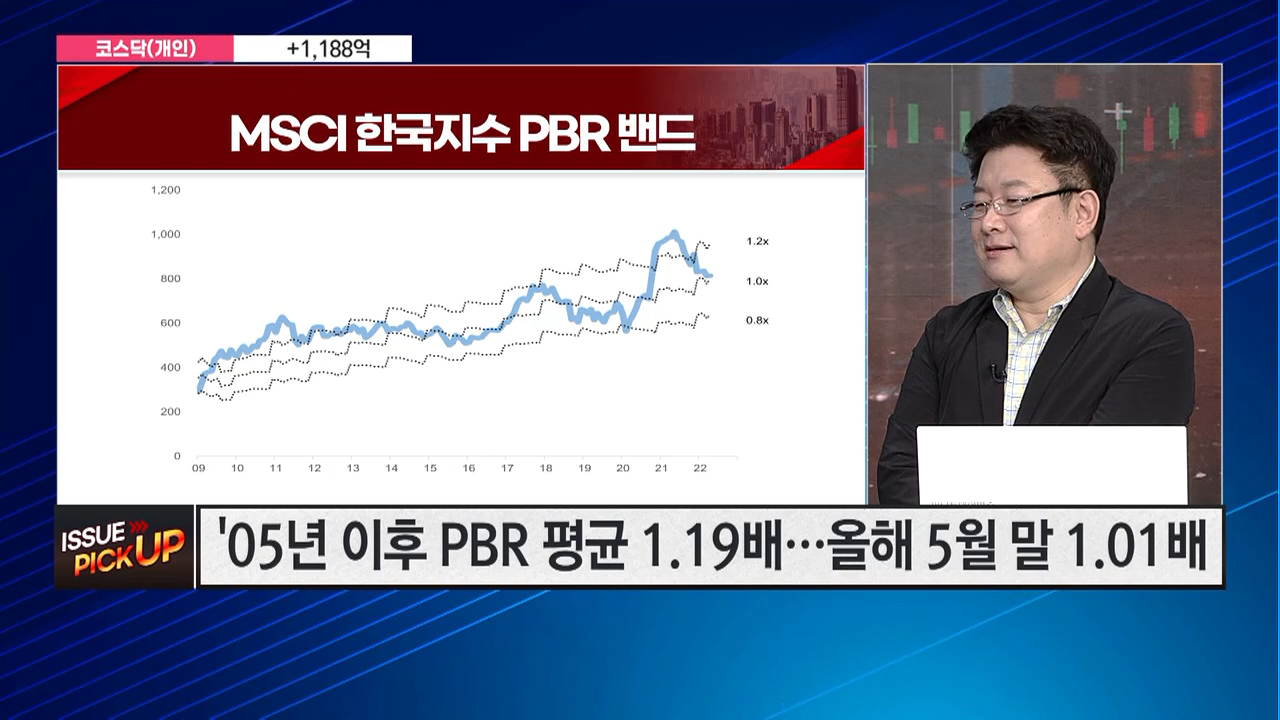 코스닥(개인) +1,188억
MSCI 한국지수 PBR 밴드
1,200
1,000
800
600
400
200
0
1.2x
1.0x
0.8x
09 10 11 12 13 14 15 16 17 18 19 20 21 22
ISSUE
PICK UP
'05년 이후 PBR 평균 1.19배…올해 5월 말 1.01배